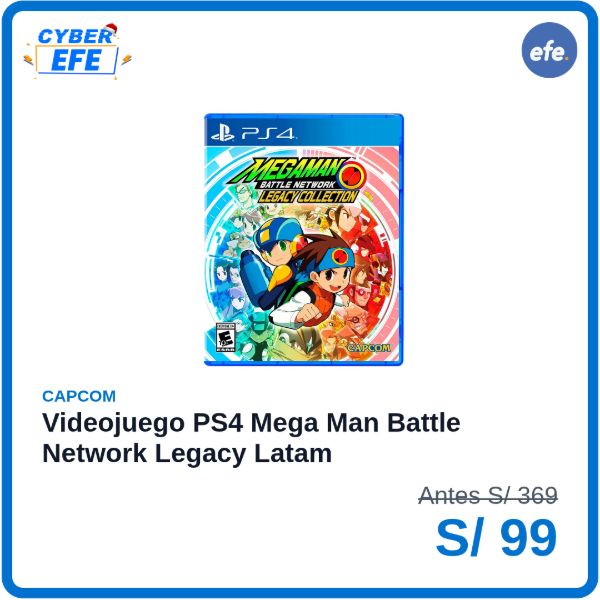 CYBER
EFE
efe.
PS4
MEGAMAN
BATTLE NETWORK
LEGACY COLLECTION
E
CAPCOM
CAPCOM
Videojuego PS4 Mega Man Battle
Network Legacy Latam
Antes S/ 369
S/ 99